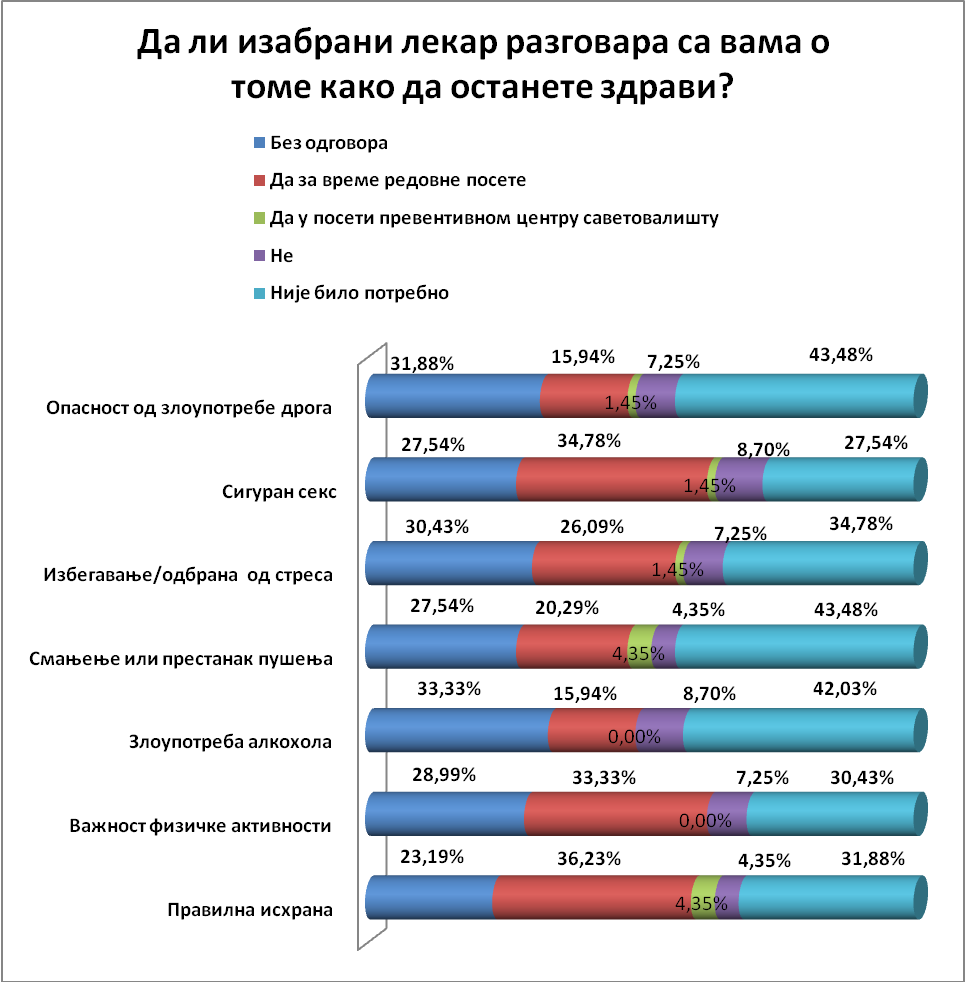 Да ли изабрани лекар разговара са вама о
томе како да останете здрави?
Без одговора
Да за време редовне посете
Да у посети превентивном центру саветовалишту
Не
Није било потребно
31,88% 15,94% 7,25% 43,48%
Опасност од злоупотребе дрога 1,45%
27,54% 34,78% 8,70% 27,54%
Сигуран секс 1,45%
30,43% 26,09% 7,25% 34,78%
Избегавање/одбрана од стреса 1,45%
27,54% 20,29% 4,35% 43,48%
Смањење или престанак пушења 4,35%
33,33% 15,94% 8,70% 42,03%
Злоупотреба алкохола 0,00%
28,99% 33,33% 7,25% 30,43%
Важност физичке активности 0,00%
23,19% 36,23% 4,35% 31,88%
Правилна исхрана 4,35%